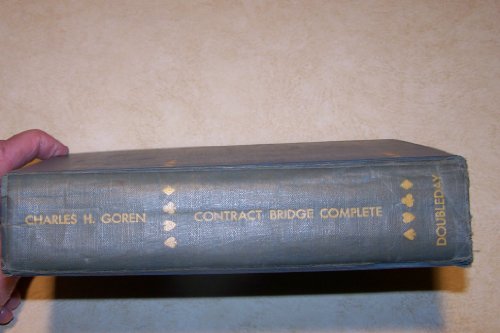 CHARLES H. GOREN
CONTRACT BRIDGE COMPLETE
DOUBLEDAY